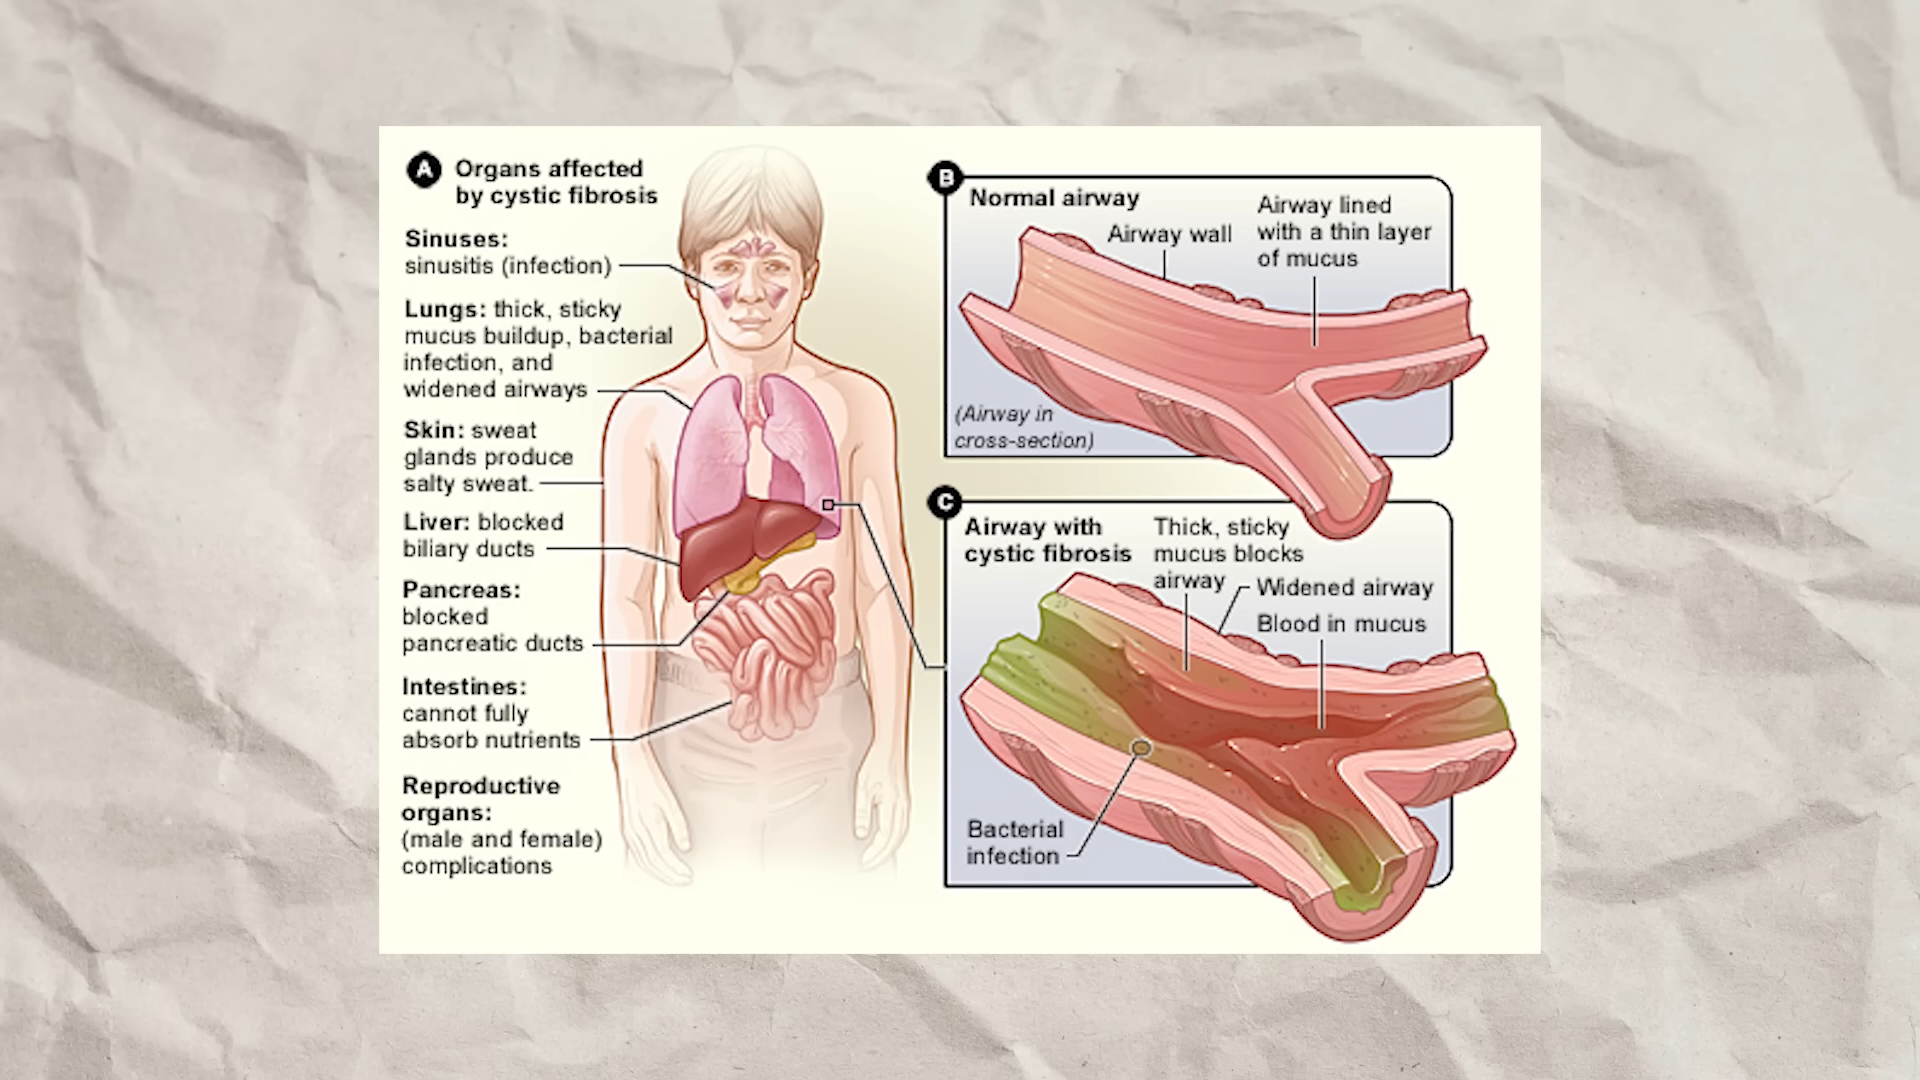 A
Organs affected
by cystic fibrosis
Sinuses:
sinusitis (infection)
Lungs: thick, sticky
mucus buildup, bacterial
infection, and
widened airways
Skin: sweat
glands produce
salty sweat.
Liver: blocked
biliary ducts
Pancreas:
blocked
pancreatic ducts
Intestines:
cannot fully
absorb nutrients
Reproductive
organs:
(male and female)
complications
B
Normal airway
Airway wall
Airway lined
with a thin layer
of mucus
(Airway in
cross-section)
C
Airway with
cystic fibrosis
Thick, sticky
mucus blocks
airway
Widened airway
Blood in mucus
Bacterial
infection